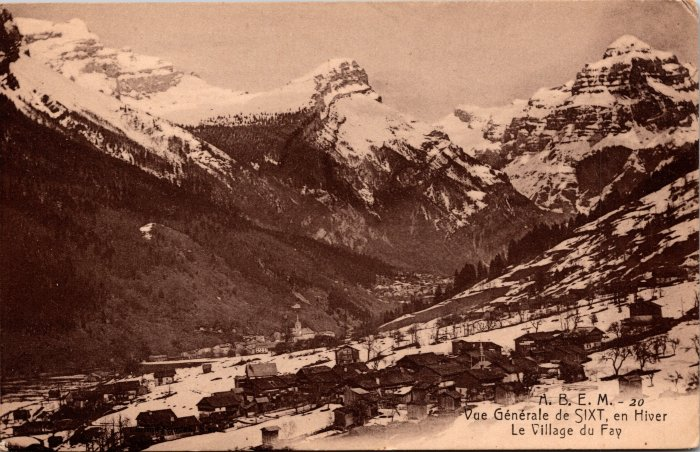 A. B. E. M. - 20
Vue Générale de SIXT, en Hiver
Le Village du Fay